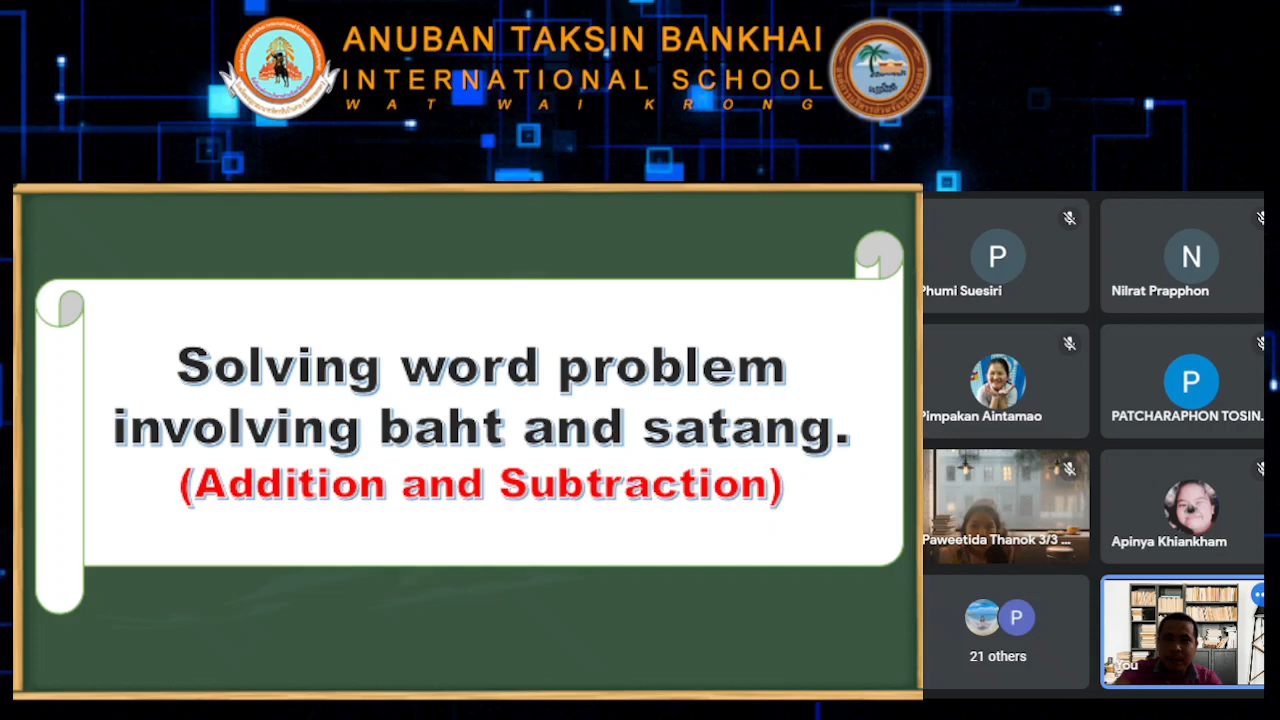 ANUBAN TAKSIN BANKHAI
INTERNATIONAL SCHOOL
WAT WAI KRONG
Solving word problem
involving baht and satang.
(Addition and Subtraction)
P
Phumi Suesiri
N
Nilrat Prapphon
Pimpakan Aintamao
P
PATCHARAPHON TOSIN...
Paweetida Thanok 3/3 ...
Apinya Khiankham
P
21 others
You